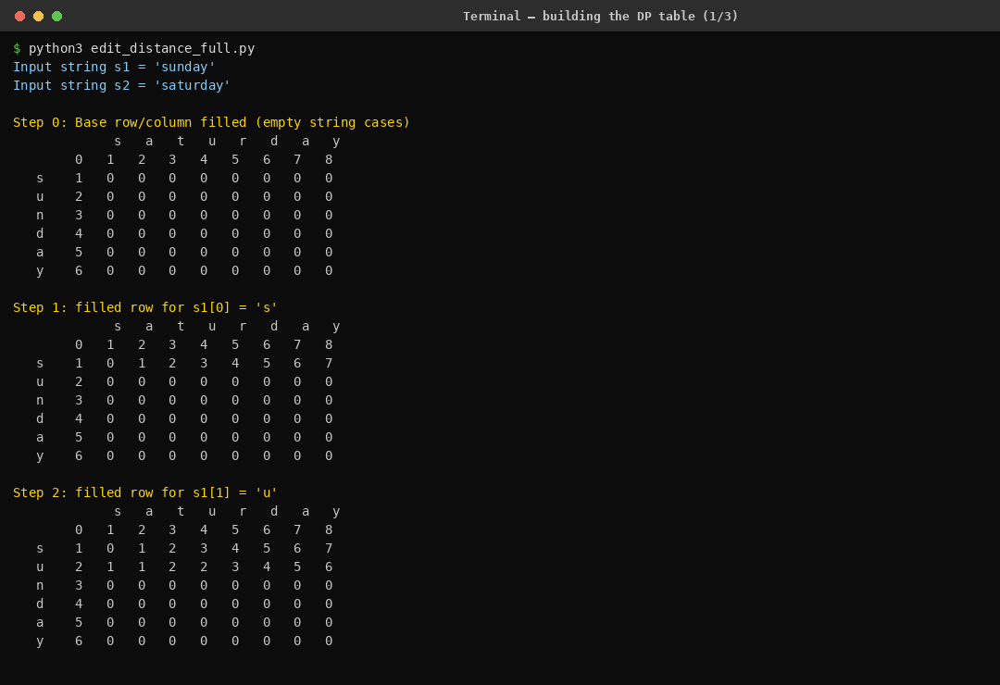 Terminal — building the DP table (1/3)
$ python3 edit_distance_full.py
Input string s1 = 'sunday'
Input string s2 = 'saturday'
Step 0: Base row/column filled (empty string cases)
s a t u r d a y
0 1 2 3 4 5 6 7 8
s 1 0 0 0 0 0 0 0 0
u 2 0 0 0 0 0 0 0 0
n 3 0 0 0 0 0 0 0 0
d 4 0 0 0 0 0 0 0 0
a 5 0 0 0 0 0 0 0 0
y 6 0 0 0 0 0 0 0 0
Step 1: filled row for s1[0] = 's'
s a t u r d a y
0 1 2 3 4 5 6 7 8
s 1 0 1 2 3 4 5 6 7
u 2 0 0 0 0 0 0 0 0
n 3 0 0 0 0 0 0 0 0
d 4 0 0 0 0 0 0 0 0
a 5 0 0 0 0 0 0 0 0
y 6 0 0 0 0 0 0 0 0
Step 2: filled row for s1[1] = 'u'
s a t u r d a y
0 1 2 3 4 5 6 7 8
s 1 0 1 2 3 4 5 6 7
u 2 1 1 2 2 3 4 5 6
n 3 0 0 0 0 0 0 0 0
d 4 0 0 0 0 0 0 0 0
a 5 0 0 0 0 0 0 0 0
y 6 0 0 0 0 0 0 0 0